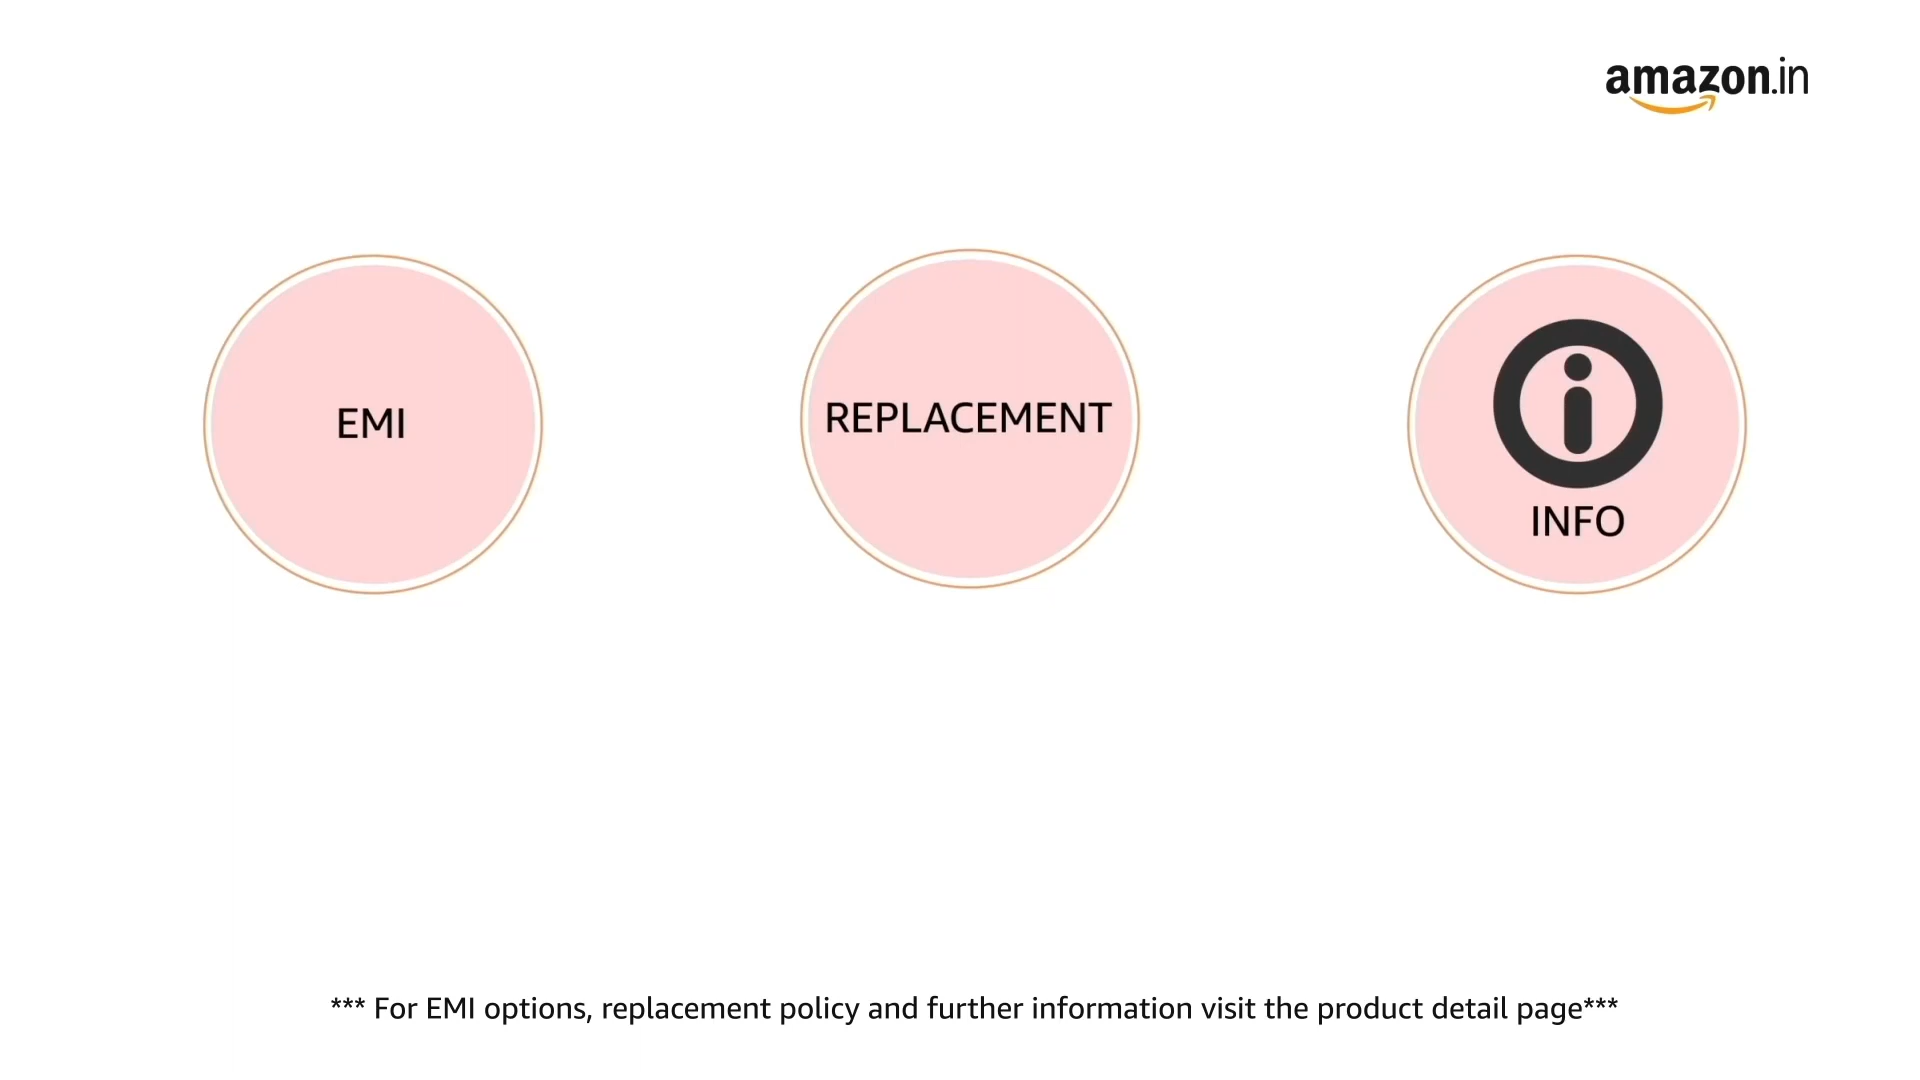 amazon.in
EMI
REPLACEMENT
INFO
*** For EMI options, replacement policy and further information visit the product detail page***